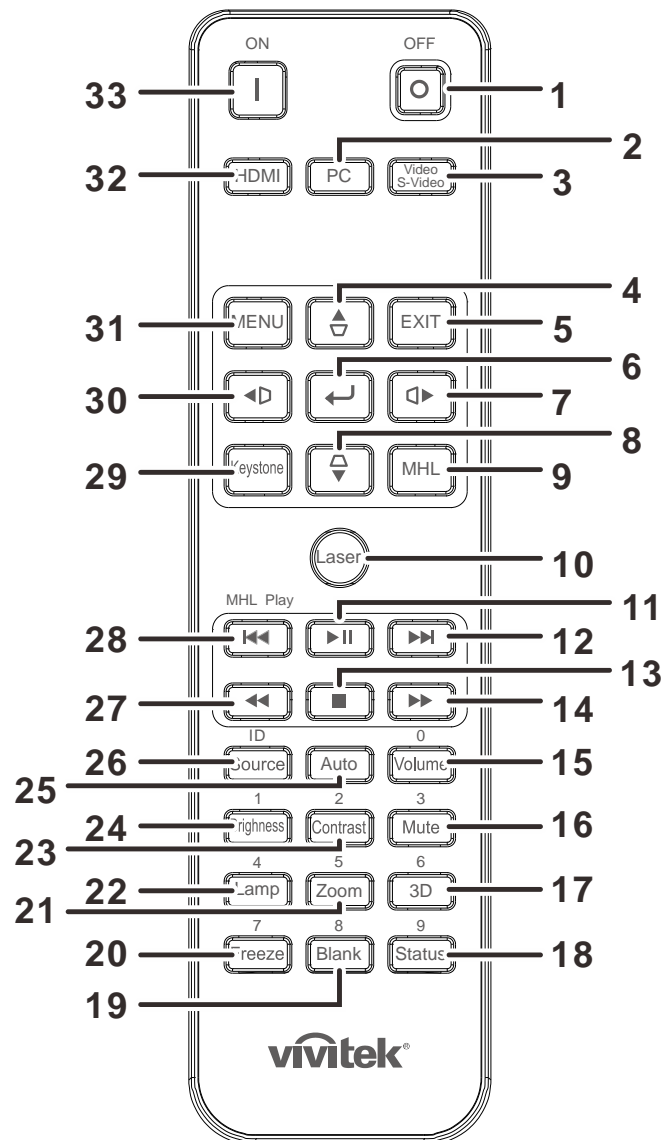 ON OFF
33 I O 1
2
32 HDMI PC Video S-Video 3
4
31 MENU EXIT 5
6
30 7
8
29 Keystone MHL 9
Laser 10
MHL Play 11
28 12
13
27 14
ID 0
26 Source Auto Volume 15
25
1 2 3
24 Brighness Contrast Mute 16
23
4 5 6
22 Lamp Zoom 3D 17
21
7 8 9
20 Freeze Blank Status 18
19
vivitek®